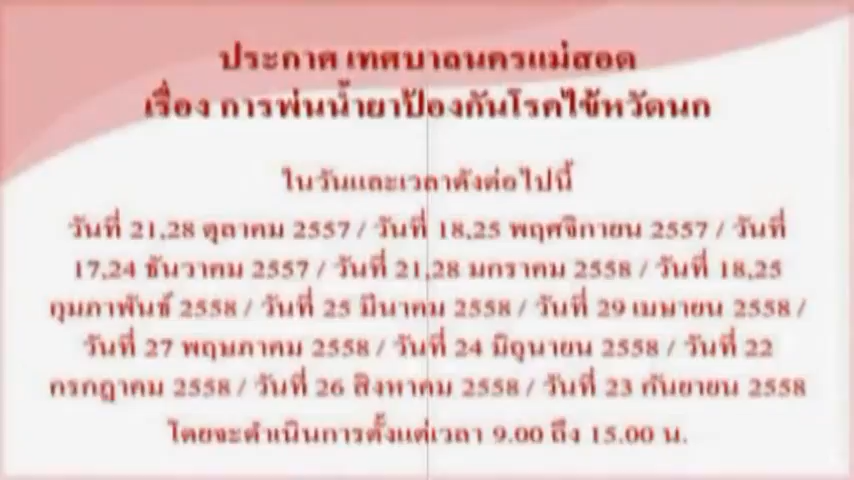 ประกาศ เทศบาลนครแม่สอด
เรื่อง การพ่นน้ำยาป้องกันโรคไข้หวัดนก
ในวันและเวลาดังต่อไปนี้
วันที่ 21,28 ตุลาคม 2557 / วันที่ 18,25 พฤศจิกายน 2557 / วันที่
17,24 ธันวาคม 2557 / วันที่ 21,28 มกราคม 2558 / วันที่ 18,25
กุมภาพันธ์ 2558 / วันที่ 25 มีนาคม 2558 / วันที่ 29 เมษายน 2558 /
วันที่ 27 พฤษภาคม 2558 / วันที่ 24 มิถุนายน 2558 / วันที่ 22
กรกฎาคม 2558 / วันที่ 26 สิงหาคม 2558 / วันที่ 23 กันยายน 2558
โดยจะดำเนินการตั้งแต่เวลา 9.00 ถึง 15.00 น.